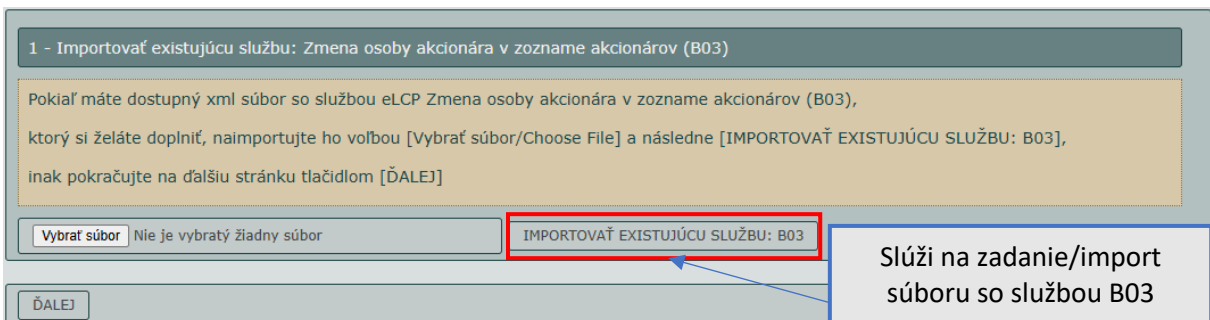 1 - Importovať existujúcu službu: Zmena osoby akcionára v zozname akcionárov (B03)
Pokiaľ máte dostupný xml súbor so službou eLCP Zmena osoby akcionára v zozname akcionárov (B03),
ktorý si želáte doplniť, naimportujte ho voľbou [Vybrať súbor/Choose File] a následne [IMPORTOVAŤ EXISTUJÚCU SLUŽBU: B03],
inak pokračujte na ďalšiu stránku tlačidlom [ĎALEJ]
Vybrať súbor Nie je vybratý žiadny súbor IMPORTOVAŤ EXISTUJÚCU SLUŽBU: B03
Slúži na zadanie/import
súboru so službou B03
ĎALEJ